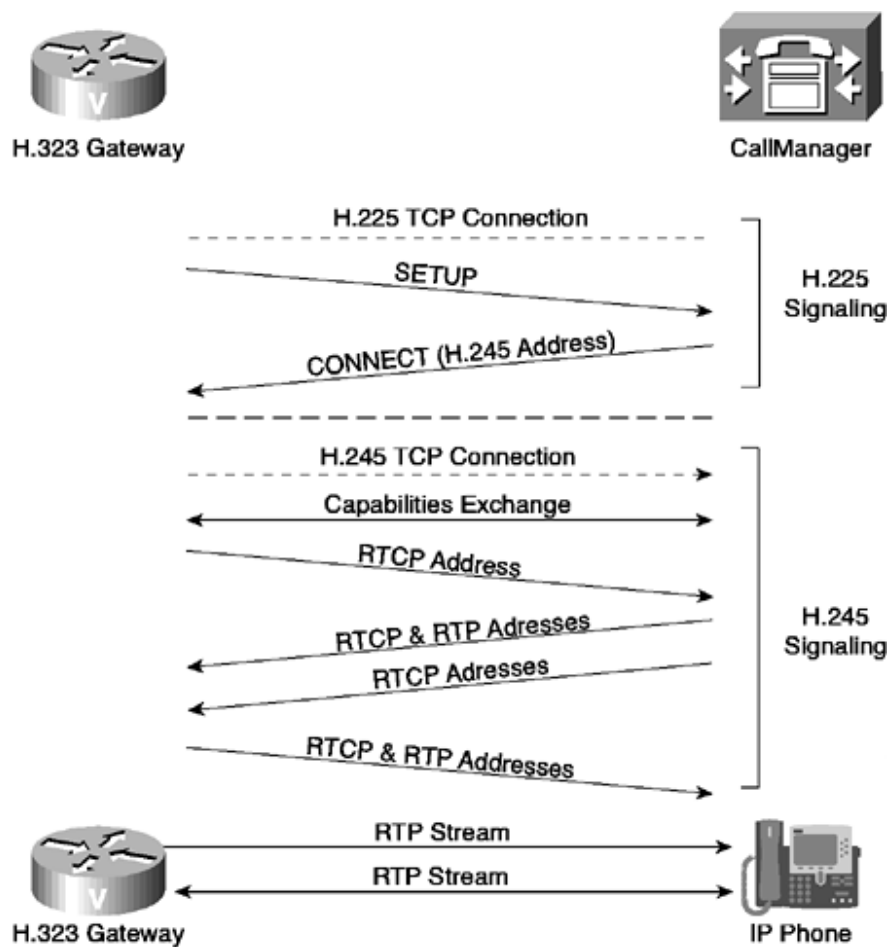 V
H.323 Gateway
CallManager
H.225 TCP Connection
SETUP
CONNECT (H.245 Address)
H.225
Signaling
H.245 TCP Connection
Capabilities Exchange
RTCP Address
RTCP & RTP Adresses
RTCP Adresses
RTCP & RTP Addresses
H.245
Signaling
RTP Stream
RTP Stream
V
H.323 Gateway
IP Phone